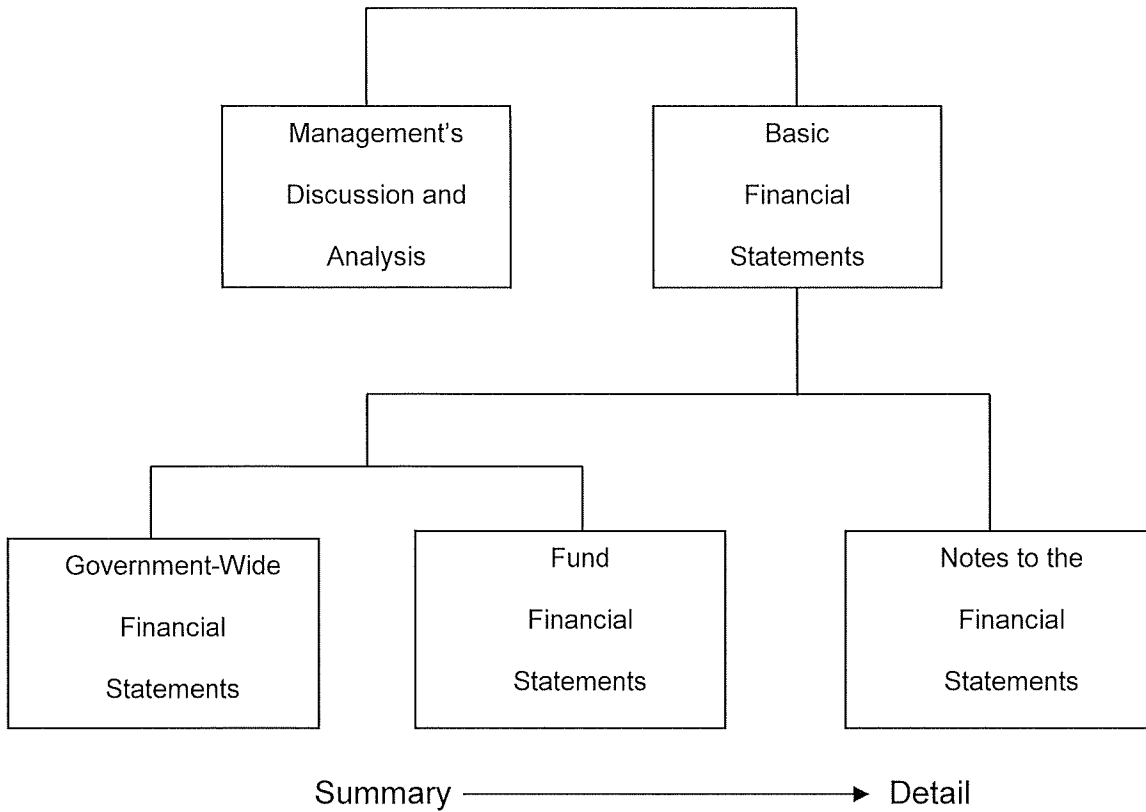 Management's
Discussion and
Analysis
Basic
Financial
Statements
Government-Wide
Financial
Statements
Fund
Financial
Statements
Notes to the
Financial
Statements
Summary
Detail